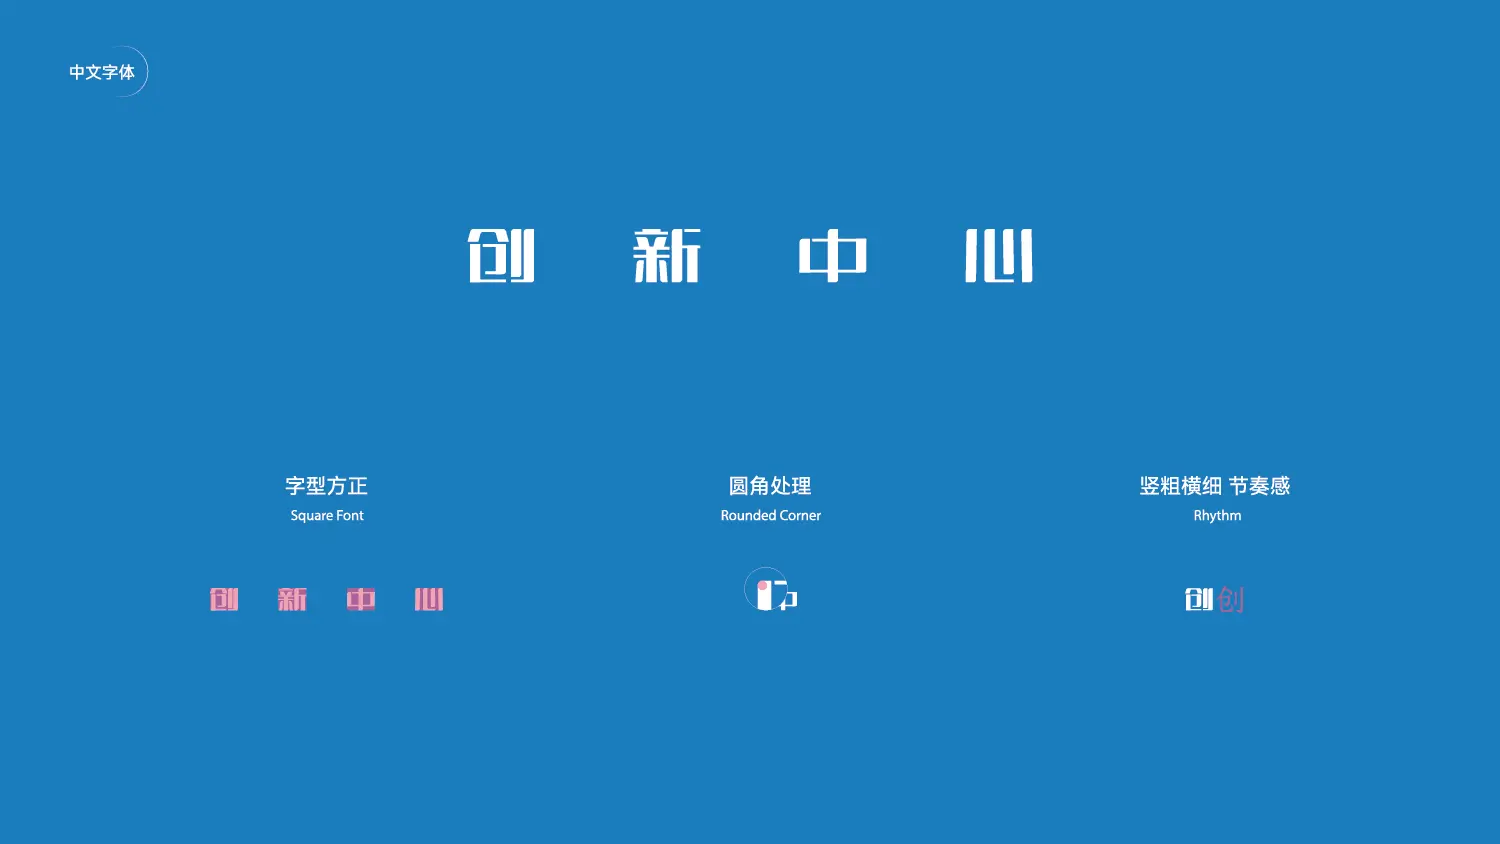 中文字体
创新中心
字型方正
Square Font
创新中心
圆角处理
Rounded Corner
竖粗横细 节奏感
Rhythm
创创